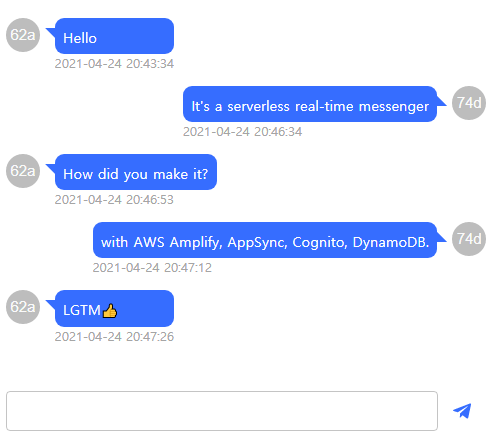 62a
Hello
2021-04-24 20:43:34
It's a serverless real-time messenger
74d
2021-04-24 20:46:34
62a
How did you make it?
2021-04-24 20:46:53
with AWS Amplify, AppSync, Cognito, DynamoDB.
74d
2021-04-24 20:47:12
62a
LGTM👍
2021-04-24 20:47:26